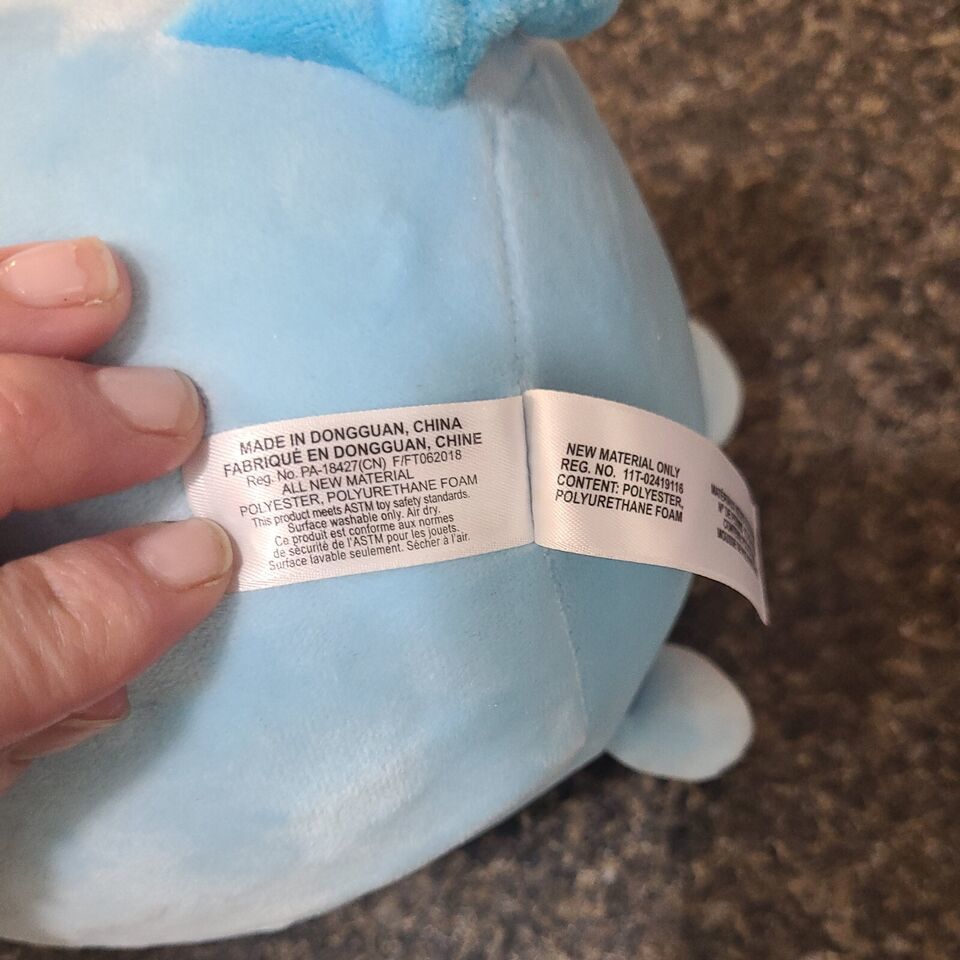 MADE IN DONGGUAN, CHINA
FABRIQUÉ EN DONGGUAN, CHINE
Reg. No. PA-18427(CN) F/FT062018
ALL NEW MATERIAL
POLYESTER, POLYURETHANE FOAM
This product meets ASTM toy safety standards.
Surface washable only. Air dry.
Ce produit est conforme aux normes
de sécurité de l'ASTM pour les jouets.
Surface lavable seulement. Sécher à l'air.
NEW MATERIAL ONLY
REG. NO. 11T-02419116
CONTENT: POLYESTER,
POLYURETHANE FOAM